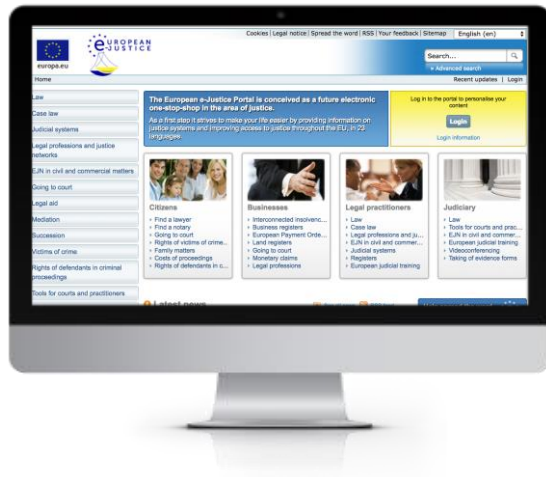 Cookies | Legal notice | Spread the word | RSS | Your feedback | Sitemap
English (en)
EUROPEAN
JUSTICE
europa.eu
Search...
» Advanced search
Home
Recent updates | Login
Law
Case law
Judicial systems
Legal professions and justice
networks
EJN in civil and commercial matters
Going to court
Legal aid
Mediation
Succession
Victims of crime
Rights of defendants in criminal
proceedings
Tools for courts and practitioners
The European e-Justice Portal is conceived as a future electronic
one-stop-shop in the area of justice.
As a first step it strives to make your life easier by providing information on
justice systems and improving access to justice throughout the EU, in 23
languages.
Log in to the portal to personalise your
content
Login
Login information
Citizens
Find a lawyer
Find a notary
Going to court
Rights of victims of crime...
Family matters
Costs of proceedings
Rights of defendants in c...
Businesses
Interconnected insolvenc...
Business registers
European Payment Orde...
Land registers
Going to court
Monetary claims
Legal professions
Legal practitioners
Law
Case law
Legal professions and ju...
EJN in civil and commer...
Judicial systems
Registers
European judicial training
Judiciary
Law
Tools for courts and prac...
EJN in civil and commer...
European judicial training
Videoconferencing
Taking of evidence forms
Latest news